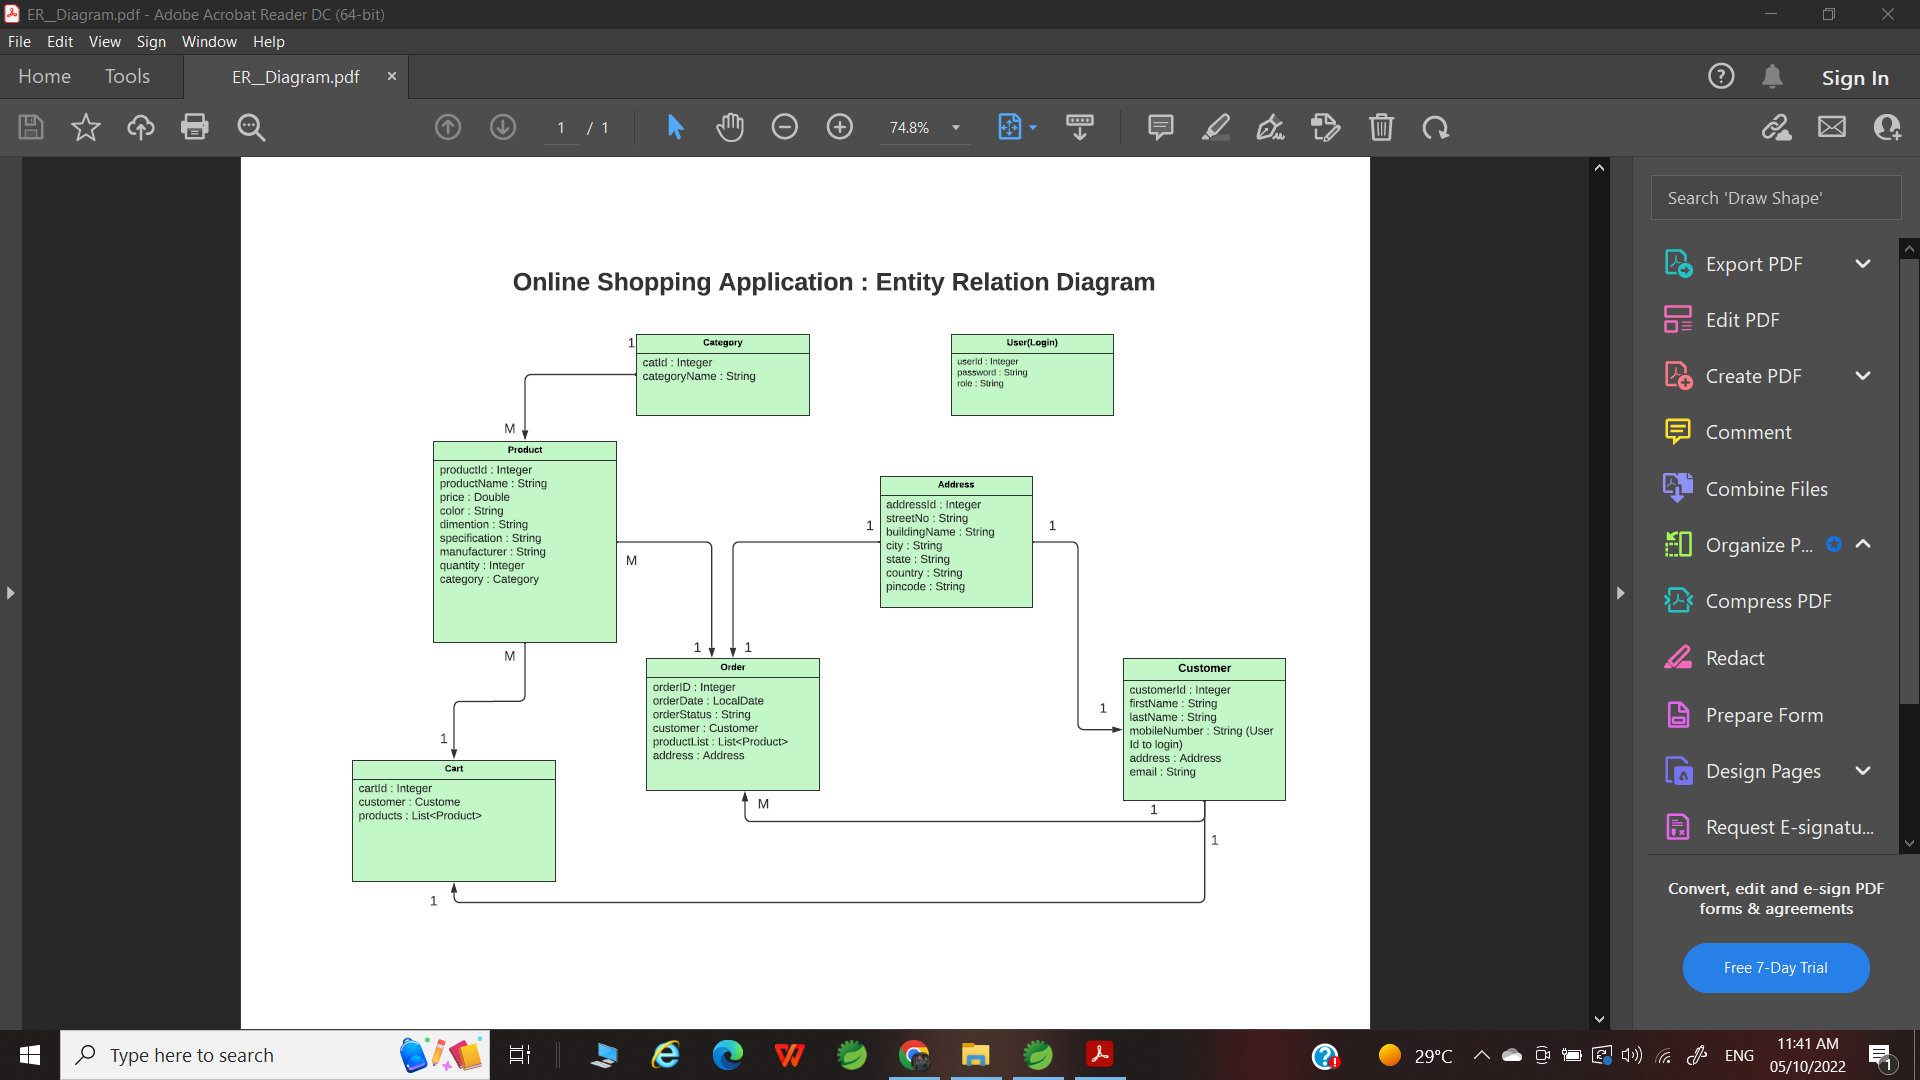 ER__Diagram.pdf - Adobe Acrobat Reader DC (64-bit)
File Edit View Sign Window Help
Home Tools ER__Diagram.pdf × Sign In
1 / 1 74.8%
Search 'Draw Shape'
Export PDF
Edit PDF
Create PDF
Comment
Combine Files
Organize P...
Compress PDF
Redact
Prepare Form
Design Pages
Request E-signatu...
Convert, edit and e-sign PDF
forms & agreements
Free 7-Day Trial
Online Shopping Application : Entity Relation Diagram
1
Category
catId : Integer
categoryName : String
User(Login)
userId : Integer
password : String
role : String
M
Product
productId : Integer
productName : String
price : Double
color : String
dimention : String
specification : String
manufacturer : String
quantity : Integer
category : Category
M
M
1
Address
addressId : Integer
streetNo : String
buildingName : String
city : String
state : String
country : String
pincode : String
1
1 1
Order
orderID : Integer
orderDate : LocalDate
orderStatus : String
customer : Customer
productList : List<Product>
address : Address
M
1
Customer
customerId : Integer
firstName : String
lastName : String
mobileNumber : String (User
Id to login)
address : Address
email : String
1
1
1
Cart
cartId : Integer
customer : Custome
products : List<Product>
1
Type here to search
29°C
ENG
11:41 AM
05/10/2022
1